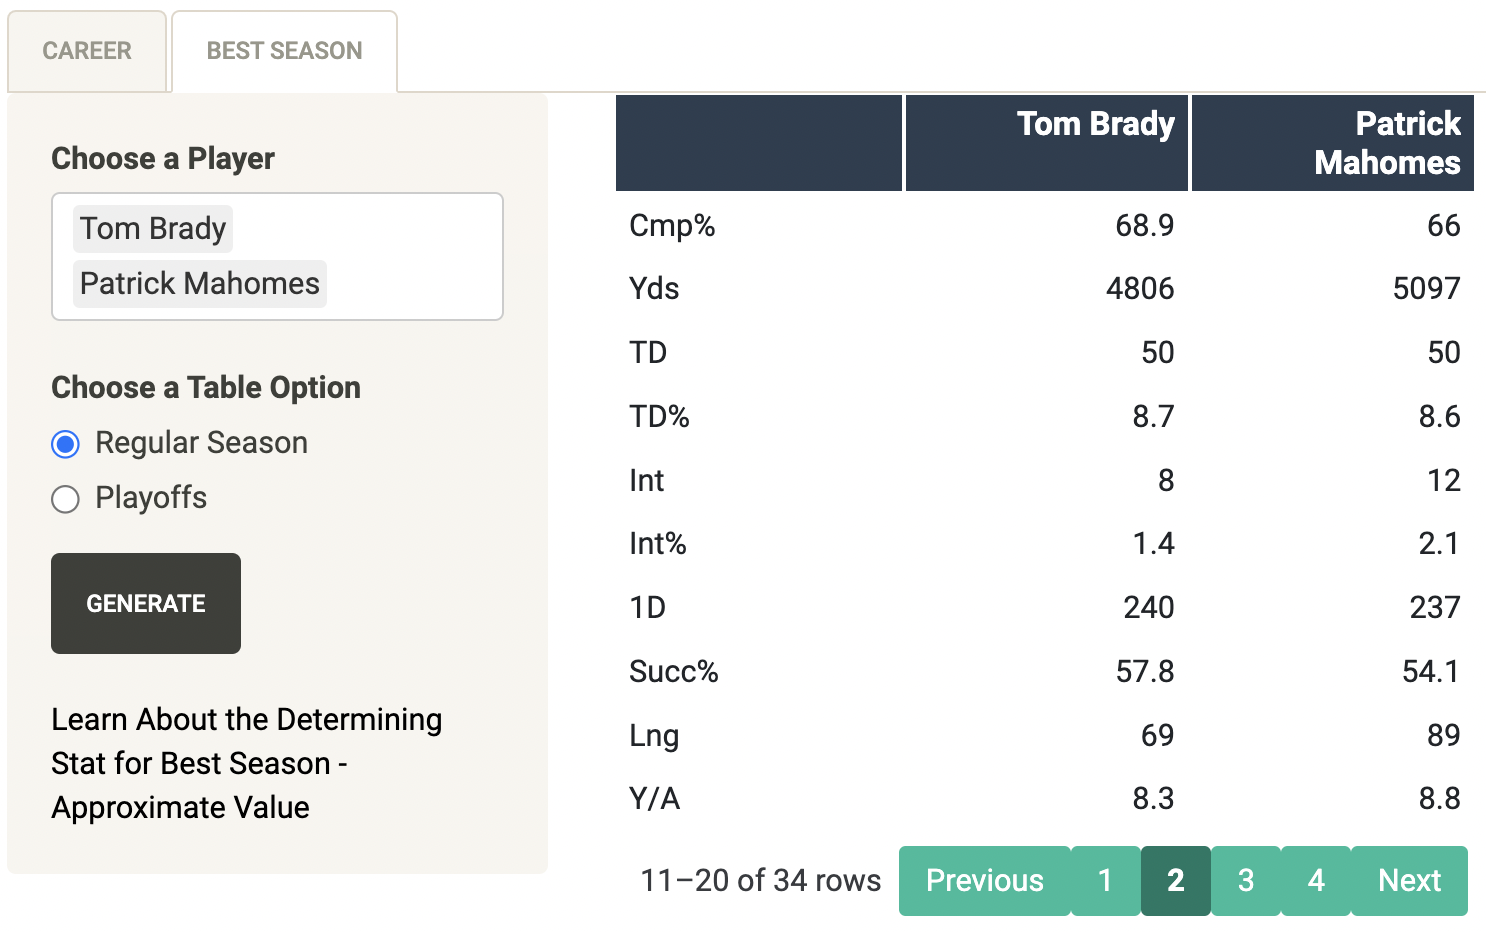 CAREER
BEST SEASON
Choose a Player
Tom Brady
Patrick Mahomes
Choose a Table Option
Regular Season
Playoffs
GENERATE
Learn About the Determining
Stat for Best Season -
Approximate Value
Tom Brady
Patrick
Mahomes
Cmp% 68.9 66
Yds 4806 5097
TD 50 50
TD% 8.7 8.6
Int 8 12
Int% 1.4 2.1
1D 240 237
Succ% 57.8 54.1
Lng 69 89
Y/A 8.3 8.8
11–20 of 34 rows Previous 1 2 3 4 Next